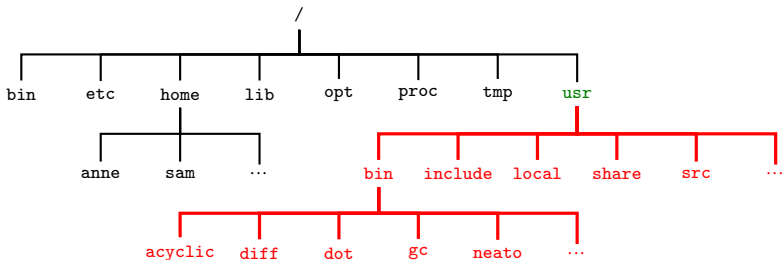 /
bin etc home lib opt proc tmp usr
anne sam ... bin include local share src ...
acyclic diff dot gc neato ...